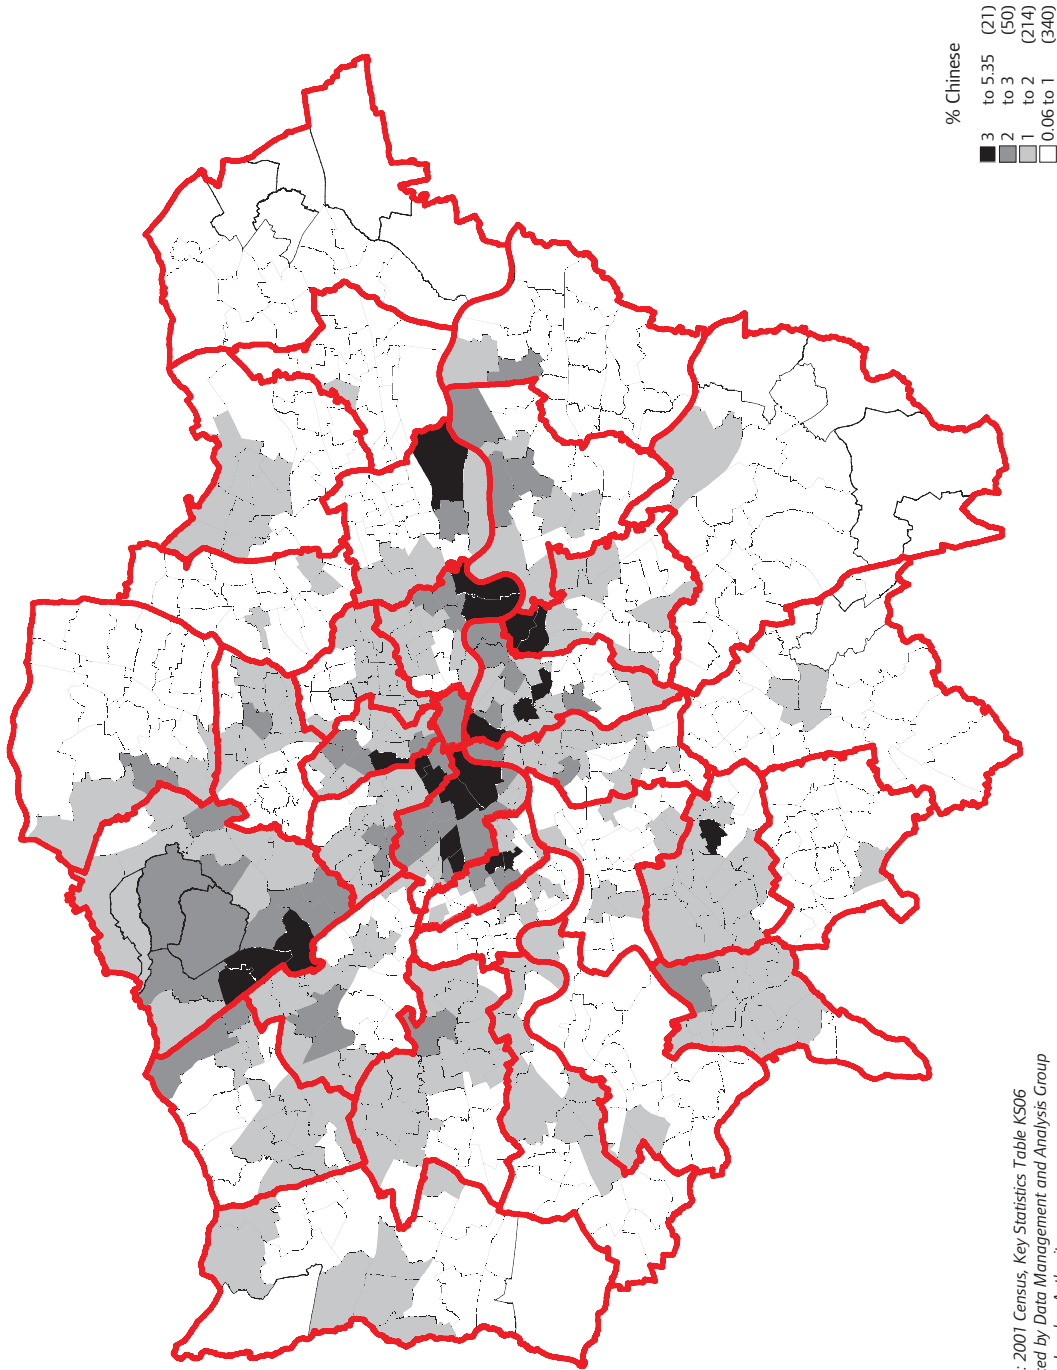 % Chinese
3 to 5.35 (21)
2 to 3 (50)
1 to 2 (214)
0.06 to 1 (340)
: 2001 Census, Key Statistics Table KS06
ed by Data Management and Analysis Group